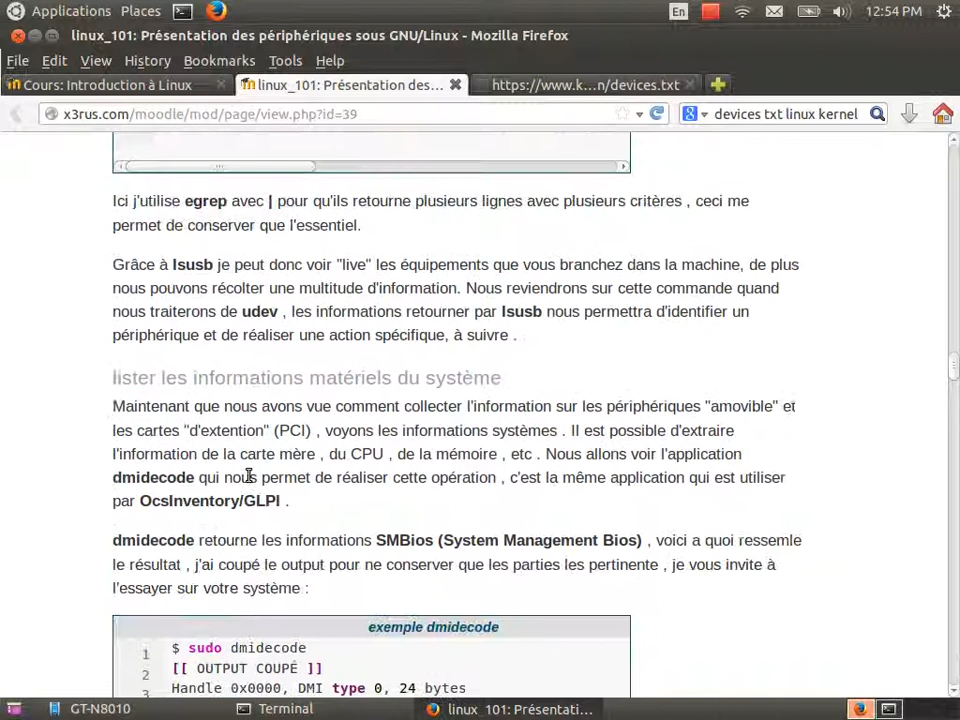 Applications Places En 12:54 PM
linux_101: Présentation des périphériques sous GNU/Linux - Mozilla Firefox
File Edit View History Bookmarks Tools Help
Cours: Introduction à Linux linux_101: Présentation des... https://www.k...n/devices.txt
x3rus.com/moodle/mod/page/view.php?id=39 devices txt linux kernel
Ici j'utilise egrep avec | pour qu'ils retourne plusieurs lignes avec plusieurs critères , ceci me
permet de conserver que l'essentiel.
Grâce à lsusb je peut donc voir "live" les équipements que vous branchez dans la machine, de plus
nous pouvons récolter une multitude d'information. Nous reviendrons sur cette commande quand
nous traiterons de udev , les informations retourner par lsusb nous permettra d'identifier un
périphérique et de réaliser une action spécifique, à suivre .
lister les informations matériels du système
Maintenant que nous avons vue comment collecter l'information sur les périphériques "amovible" et
les cartes "d'extention" (PCI) , voyons les informations systèmes . Il est possible d'extraire
l'information de la carte mère , du CPU , de la mémoire , etc . Nous allons voir l'application
dmidecode qui nous permet de réaliser cette opération , c'est la même application qui est utiliser
par OcsInventory/GLPI .
dmidecode retourne les informations SMBios (System Management Bios) , voici a quoi ressemle
le résultat , j'ai coupé le output pour ne conserver que les parties les pertinente , je vous invite à
l'essayer sur votre système :
exemple dmidecode
1 $ sudo dmidecode
2 [[ OUTPUT COUPÉ ]]
3 Handle 0x0000, DMI type 0, 24 bytes
GT-N8010 Terminal linux_101: Présentati...